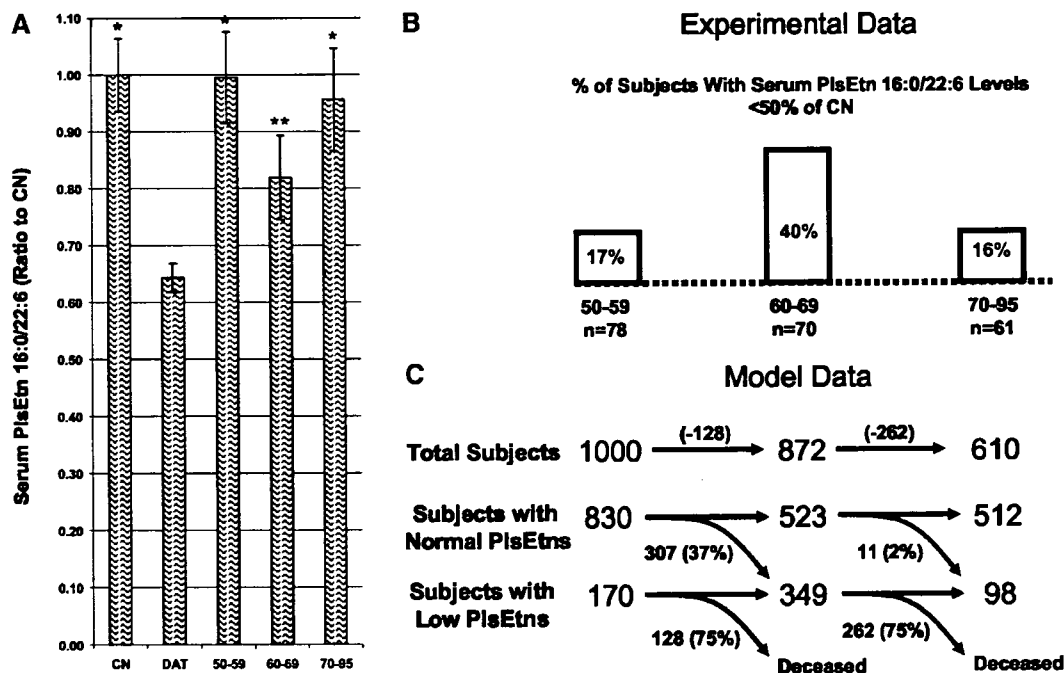 A
Serum PlsEtn 16:0/22:6 (Ratio to CN)
1.10
1.00
0.90
0.80
0.70
0.60
0.50
0.40
0.30
0.20
0.10
0.00
*
*
**
*
CN DAT 50-59 60-69 70-95
B
Experimental Data
% of Subjects With Serum PlsEtn 16:0/22:6 Levels
<50% of CN
17% 40% 16%
50-59 60-69 70-95
n=78 n=70 n=61
C
Model Data
(-128) (-262)
Total Subjects 1000 872 610
Subjects with
Normal PlsEtns
830 523 512
307 (37%) 11 (2%)
Subjects with
Low PlsEtns
170 349 98
128 (75%) 262 (75%)
Deceased Deceased